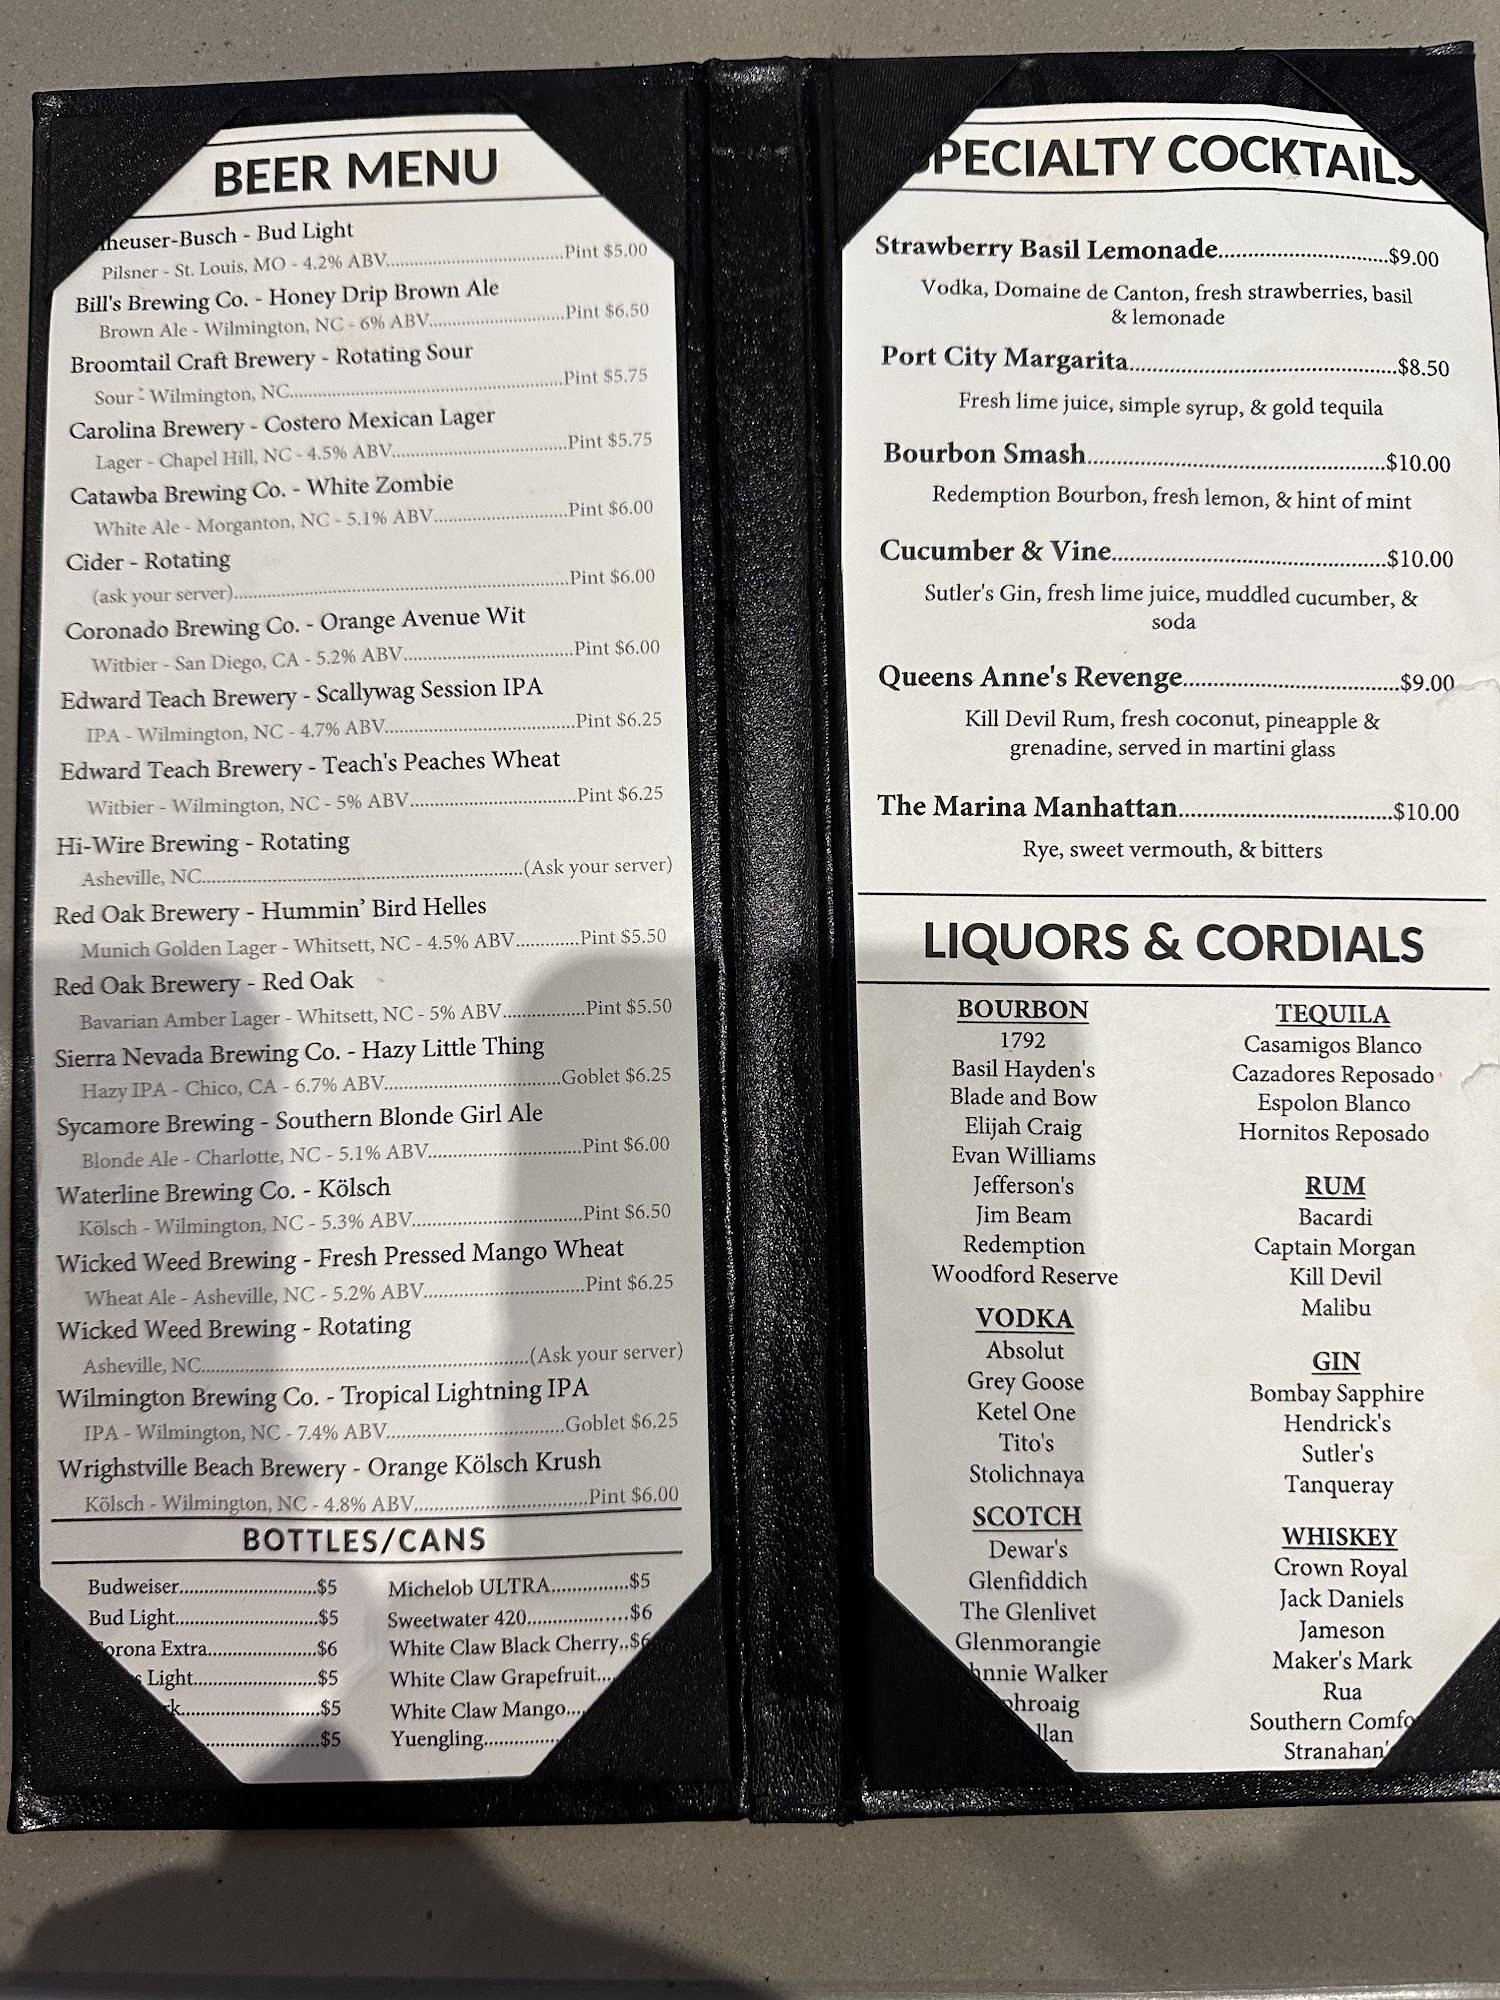 BEER MENU
heuser-Busch - Bud Light
Pilsner - St. Louis, MO - 4.2% ABV..........Pint $5.00
Bill's Brewing Co. - Honey Drip Brown Ale
Brown Ale - Wilmington, NC - 6% ABV..........Pint $6.50
Broomtail Craft Brewery - Rotating Sour
Sour - Wilmington, NC..........Pint $5.75
Carolina Brewery - Costero Mexican Lager
Lager - Chapel Hill, NC - 4.5% ABV..........Pint $5.75
Catawba Brewing Co. - White Zombie
White Ale - Morganton, NC - 5.1% ABV..........Pint $6.00
Cider - Rotating
(ask your server)..........Pint $6.00
Coronado Brewing Co. - Orange Avenue Wit
Witbier - San Diego, CA - 5.2% ABV..........Pint $6.00
Edward Teach Brewery - Scallywag Session IPA
IPA - Wilmington, NC - 4.7% ABV..........Pint $6.25
Edward Teach Brewery - Teach's Peaches Wheat
Witbier - Wilmington, NC - 5% ABV..........Pint $6.25
Hi-Wire Brewing - Rotating
Asheville, NC..........(Ask your server)
Red Oak Brewery - Hummin' Bird Helles
Munich Golden Lager - Whitsett, NC - 4.5% ABV..........Pint $5.50
Red Oak Brewery - Red Oak
Bavarian Amber Lager - Whitsett, NC - 5% ABV..........Pint $5.50
Sierra Nevada Brewing Co. - Hazy Little Thing
Hazy IPA - Chico, CA - 6.7% ABV..........Goblet $6.25
Sycamore Brewing - Southern Blonde Girl Ale
Blonde Ale - Charlotte, NC - 5.1% ABV..........Pint $6.00
Waterline Brewing Co. - Kölsch
Kölsch - Wilmington, NC - 5.3% ABV..........Pint $6.50
Wicked Weed Brewing - Fresh Pressed Mango Wheat
Wheat Ale - Asheville, NC - 5.2% ABV..........Pint $6.25
Wicked Weed Brewing - Rotating
Asheville, NC..........(Ask your server)
Wilmington Brewing Co. - Tropical Lightning IPA
IPA - Wilmington, NC - 7.4% ABV..........Goblet $6.25
Wrighstville Beach Brewery - Orange Kölsch Krush
Kölsch - Wilmington, NC - 4.8% ABV..........Pint $6.00
BOTTLES/CANS
Budweiser..........$5
Bud Light..........$5
orona Extra..........$6
Light..........$5
k..........$5
..........$5
Michelob ULTRA..........$5
Sweetwater 420..........$6
White Claw Black Cherry..$6
White Claw Grapefruit....
White Claw Mango....
Yuengling..........
PECIALTY COCKTAILS
Strawberry Basil Lemonade..........$9.00
Vodka, Domaine de Canton, fresh strawberries, basil
& lemonade
Port City Margarita..........$8.50
Fresh lime juice, simple syrup, & gold tequila
Bourbon Smash..........$10.00
Redemption Bourbon, fresh lemon, & hint of mint
Cucumber & Vine..........$10.00
Sutler's Gin, fresh lime juice, muddled cucumber, &
soda
Queens Anne's Revenge..........$9.00
Kill Devil Rum, fresh coconut, pineapple &
grenadine, served in martini glass
The Marina Manhattan..........$10.00
Rye, sweet vermouth, & bitters
LIQUORS & CORDIALS
BOURBON
1792
Basil Hayden's
Blade and Bow
Elijah Craig
Evan Williams
Jefferson's
Jim Beam
Redemption
Woodford Reserve
VODKA
Absolut
Grey Goose
Ketel One
Tito's
Stolichnaya
SCOTCH
Dewar's
Glenfiddich
The Glenlivet
Glenmorangie
hnnie Walker
phroaig
llan
TEQUILA
Casamigos Blanco
Cazadores Reposado
Espolon Blanco
Hornitos Reposado
RUM
Bacardi
Captain Morgan
Kill Devil
Malibu
GIN
Bombay Sapphire
Hendrick's
Sutler's
Tanqueray
WHISKEY
Crown Royal
Jack Daniels
Jameson
Maker's Mark
Rua
Southern Comfo
Stranahan'